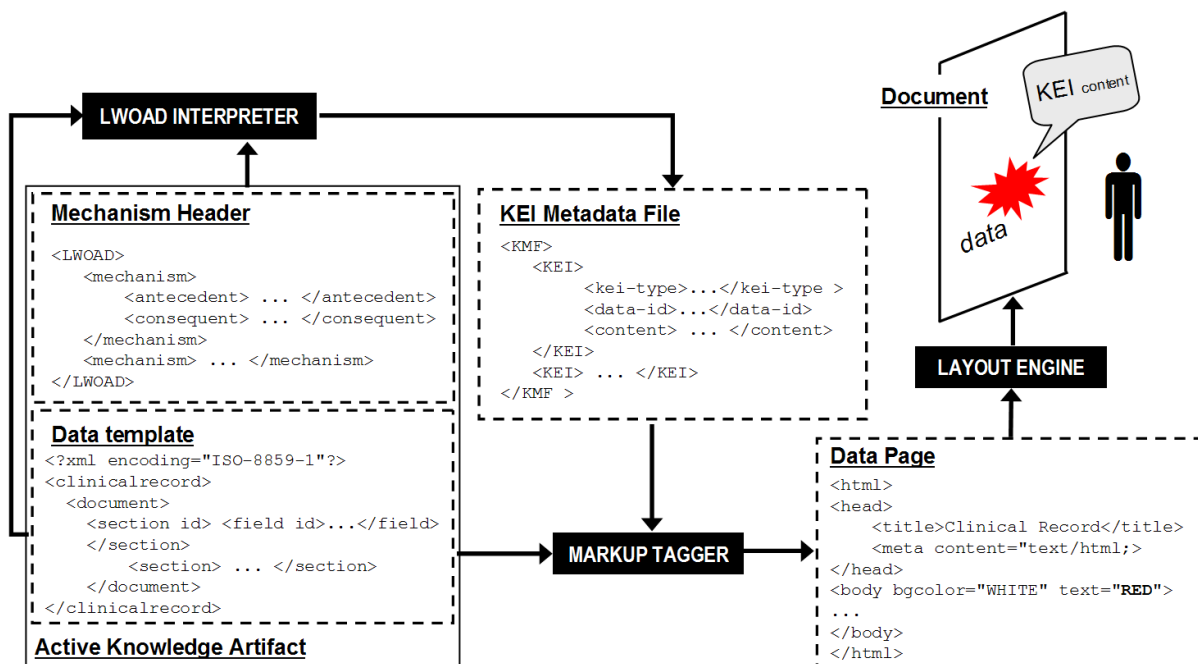 LWOAD INTERPRETER
Mechanism Header
<LWOAD>
<mechanism>
<antecedent> ... </antecedent>
<consequent> ... </consequent>
</mechanism>
<mechanism> ... </mechanism>
</LWOAD>
Data template
<?xml encoding="ISO-8859-1"?>
<clinicalrecord>
<document>
<section id> <field id>...</field>
</section>
<section> ... </section>
</document>
</clinicalrecord>
Active Knowledge Artifact
KEI Metadata File
<KMF>
<KEI>
<kei-type>...</kei-type >
<data-id>...</data-id>
<content> ... </content>
</KEI>
<KEI> ... </KEI>
</KMF >
MARKUP TAGGER
Document
KEI content
data
LAYOUT ENGINE
Data Page
<html>
<head>
<title>Clinical Record</title>
<meta content="text/html;>
</head>
<body bgcolor="WHITE" text="RED">
...
</body>
</html>